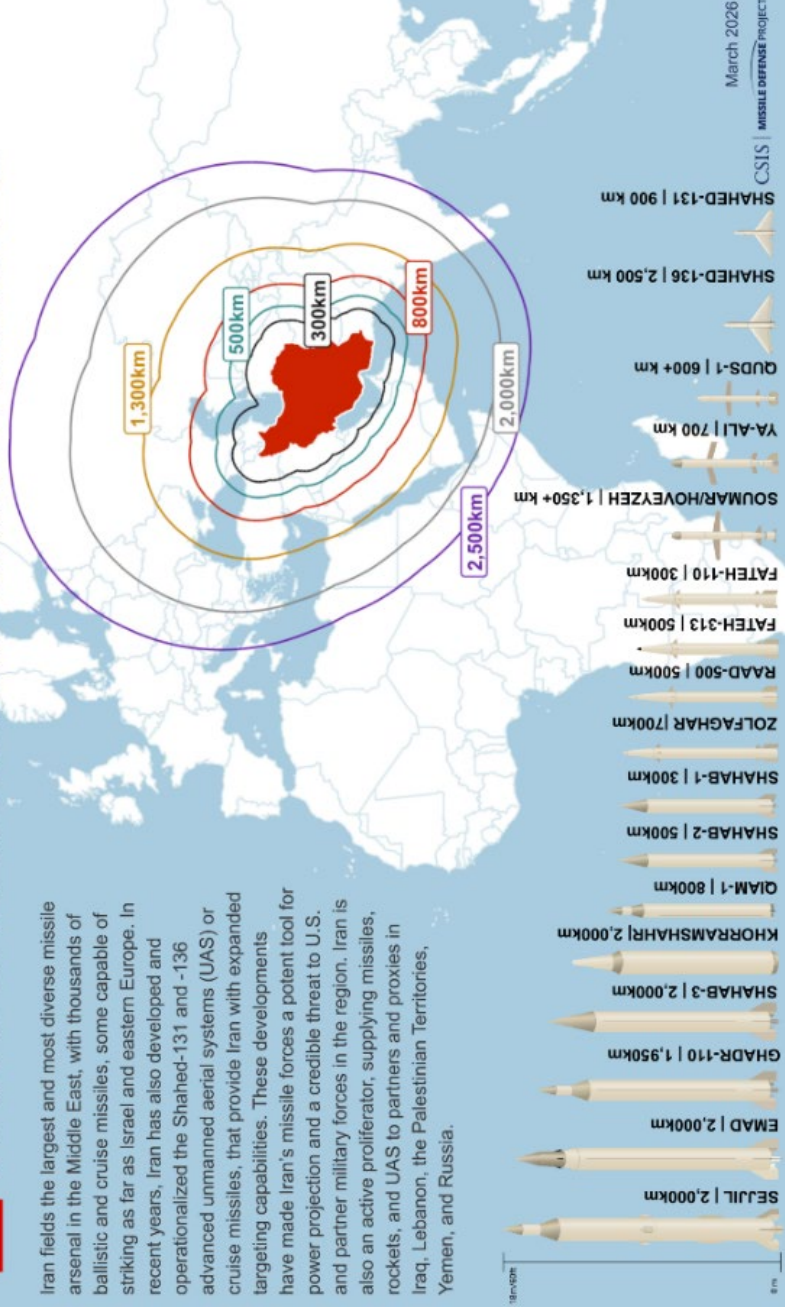 Iran fields the largest and most diverse missile
arsenal in the Middle East, with thousands of
ballistic and cruise missiles, some capable of
striking as far as Israel and eastern Europe. In
recent years, Iran has also developed and
operationalized the Shahed-131 and -136
advanced unmanned aerial systems (UAS) or
cruise missiles, that provide Iran with expanded
targeting capabilities. These developments
have made Iran's missile forces a potent tool for
power projection and a credible threat to U.S.
and partner military forces in the region. Iran is
also an active proliferator, supplying missiles,
rockets, and UAS to partners and proxies in
Iraq, Lebanon, the Palestinian Territories,
Yemen, and Russia.
1,300km
500km
300km
800km
2,000km
2,500km
SEJJIL | 2,000km
EMAD | 2,000km
GHADR-110 | 1,950km
SHAHAB-3 | 2,000km
KHORRAMSHAHR| 2,000km
QIAM-1 | 800km
SHAHAB-2 | 500km
SHAHAB-1 | 300km
ZOLFAGHAR |700km
RAAD-500 | 500km
FATEH-313 | 500km
FATEH-110 | 300km
SOUMAR/HOVEYZEH | 1,350+ km
YA-ALI | 700 km
QUDS-1 | 600+ km
SHAHED-136 | 2,500 km
SHAHED-131 | 900 km
18m/60ft
0 m
March 2026
CSIS | MISSILE DEFENSE PROJECT